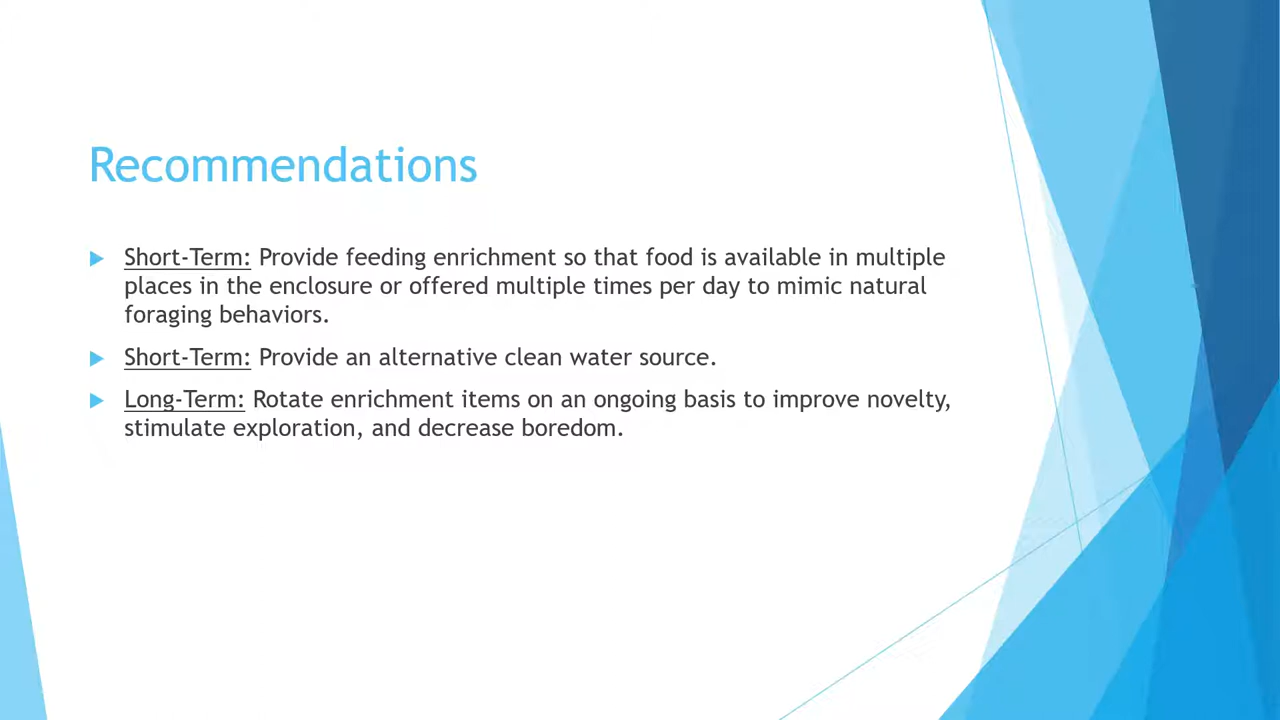 Recommendations
Short-Term: Provide feeding enrichment so that food is available in multiple
places in the enclosure or offered multiple times per day to mimic natural
foraging behaviors.
Short-Term: Provide an alternative clean water source.
Long-Term: Rotate enrichment items on an ongoing basis to improve novelty,
stimulate exploration, and decrease boredom.